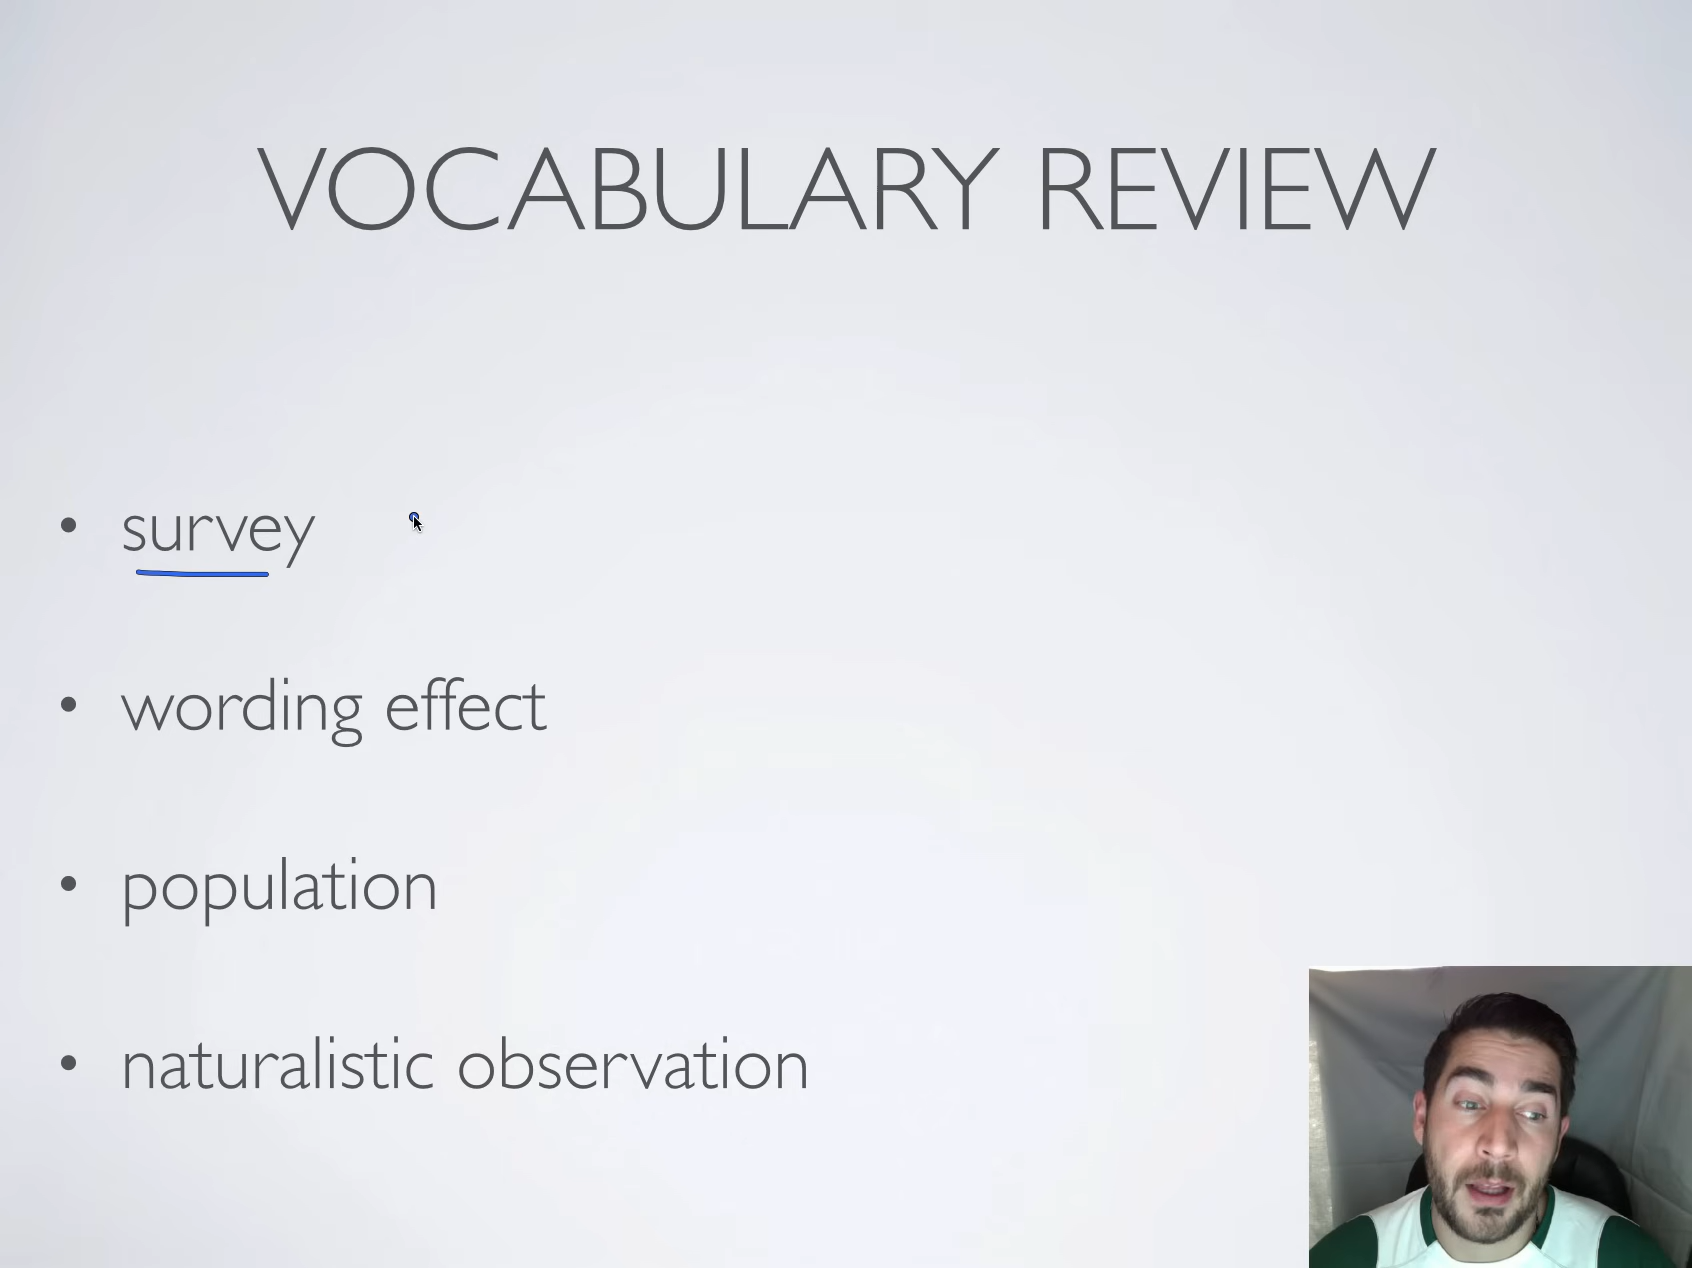 VOCABULARY REVIEW
• survey
• wording effect
• population
• naturalistic observation